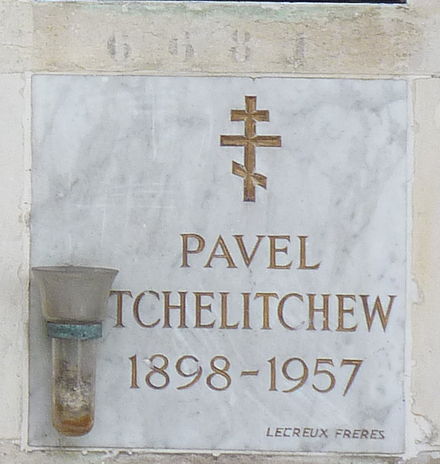 PAVEL
TCHELITCHEW
1898-1957
LECREUX FRERES